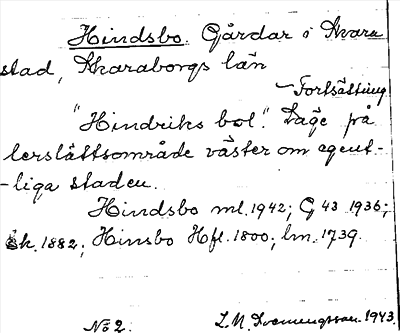 Hindsbo. Gårdar i Skara
stad, Skaraborgs län
Fortsättning
"Hindriks bol". Läge på
lerslättsområde väster om egent-
-liga staden.
Hindsbo ml. 1942; G 43 1936;
Sk. 1882; Hinsbo Hfl. 1800; lm. 1739.
No 2. L.M. 1943